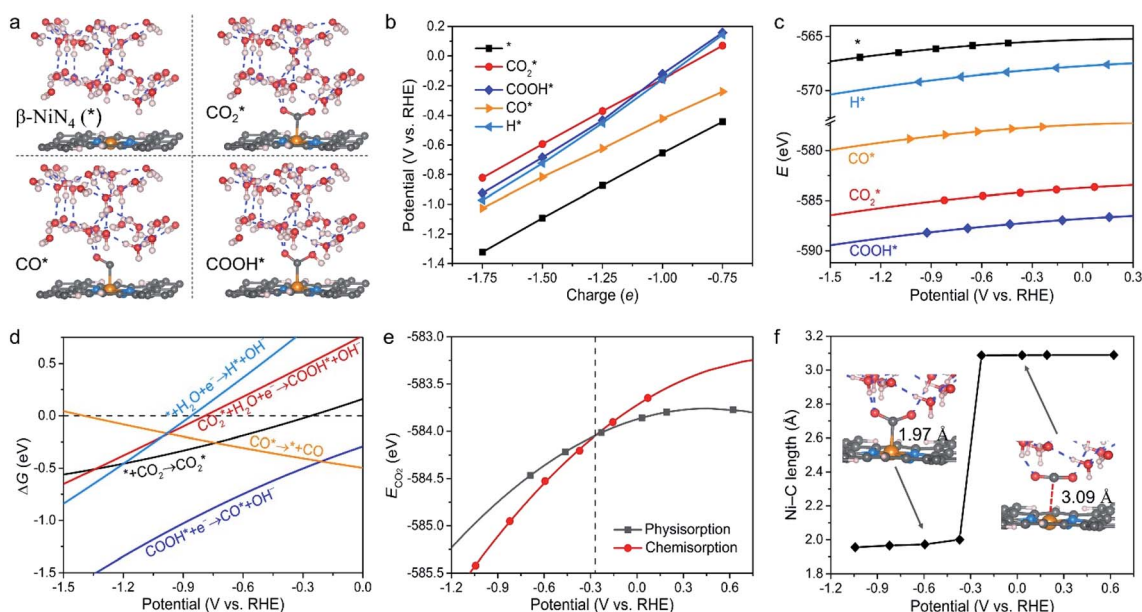 a
β-NiN₄ (*)
CO₂*
CO*
COOH*
b
Potential (V vs. RHE)
0.2
0.0
-0.2
-0.4
-0.6
-0.8
-1.0
-1.2
-1.4
*
CO₂*
COOH*
CO*
H*
-1.75 -1.50 -1.25 -1.00 -0.75
Charge (e)
c
E (eV)
-565
-570
-580
-585
-590
*
H*
CO*
CO₂*
COOH*
-1.5 -1.2 -0.9 -0.6 -0.3 0.0 0.3
Potential (V vs. RHE)
d
ΔG (eV)
0.5
0.0
-0.5
-1.0
-1.5
*+H₂O+e⁻→H*+OH⁻
CO₂*+H₂O+e⁻→COOH*+OH⁻
CO*→*+CO
*+CO₂→CO₂*
COOH*+e⁻→CO*+OH⁻
-1.5 -1.2 -0.9 -0.6 -0.3 0.0
Potential (V vs. RHE)
e
E_CO₂ (eV)
-583.0
-583.5
-584.0
-584.5
-585.0
-585.5
Physisorption
Chemisorption
-1.2 -0.9 -0.6 -0.3 0.0 0.3 0.6
Potential (V vs. RHE)
f
Ni–C length (Å)
3.2
3.0
2.8
2.6
2.4
2.2
2.0
1.8
1.97 Å
3.09 Å
-1.2 -0.9 -0.6 -0.3 0.0 0.3 0.6
Potential (V vs. RHE)